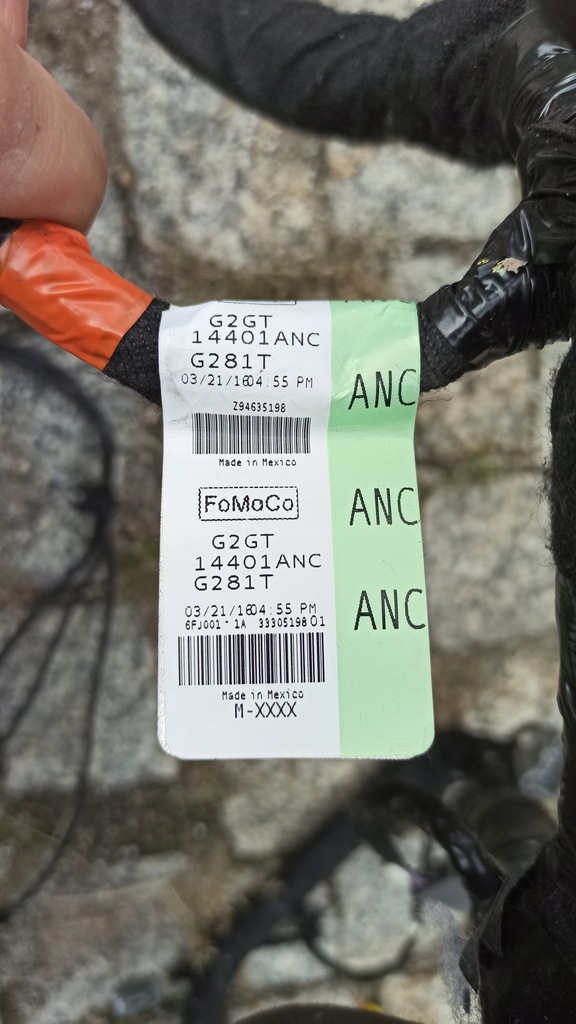 G2GT
14401ANC
G281T
03/21/1604:55 PM
Z94635198
Made in Mexico
FoMoCo
G2GT
14401ANC
G281T
03/21/1604:55 PM
6FJ001 - 1A 3330519801
Made in Mexico
M-XXXX
ANC
ANC
ANC